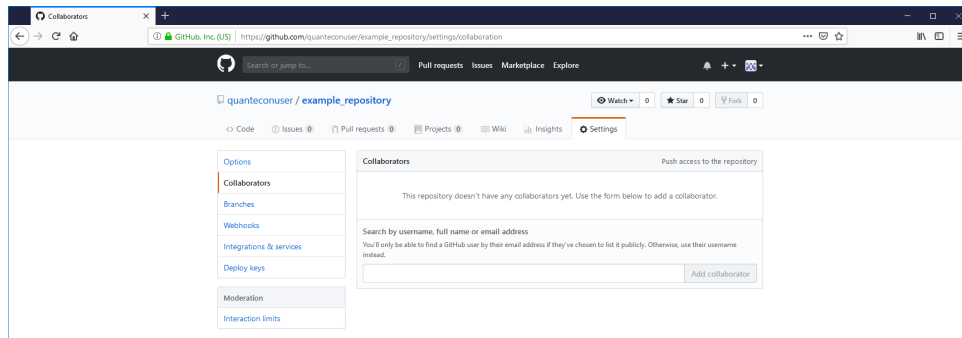 Collaborators
GitHub, Inc. (US) https://github.com/quanteconuser/example_repository/settings/collaboration
Search or jump to... / Pull requests Issues Marketplace Explore
quanteconuser / example_repository
Watch 0 Star 0 Fork 0
Code Issues 0 Pull requests 0 Projects 0 Wiki Insights Settings
Options
Collaborators
Branches
Webhooks
Integrations & services
Deploy keys
Moderation
Interaction limits
Collaborators Push access to the repository
This repository doesn't have any collaborators yet. Use the form below to add a collaborator.
Search by username, full name or email address
You'll only be able to find a GitHub user by their email address if they've chosen to list it publicly. Otherwise, use their username
instead.
Add collaborator